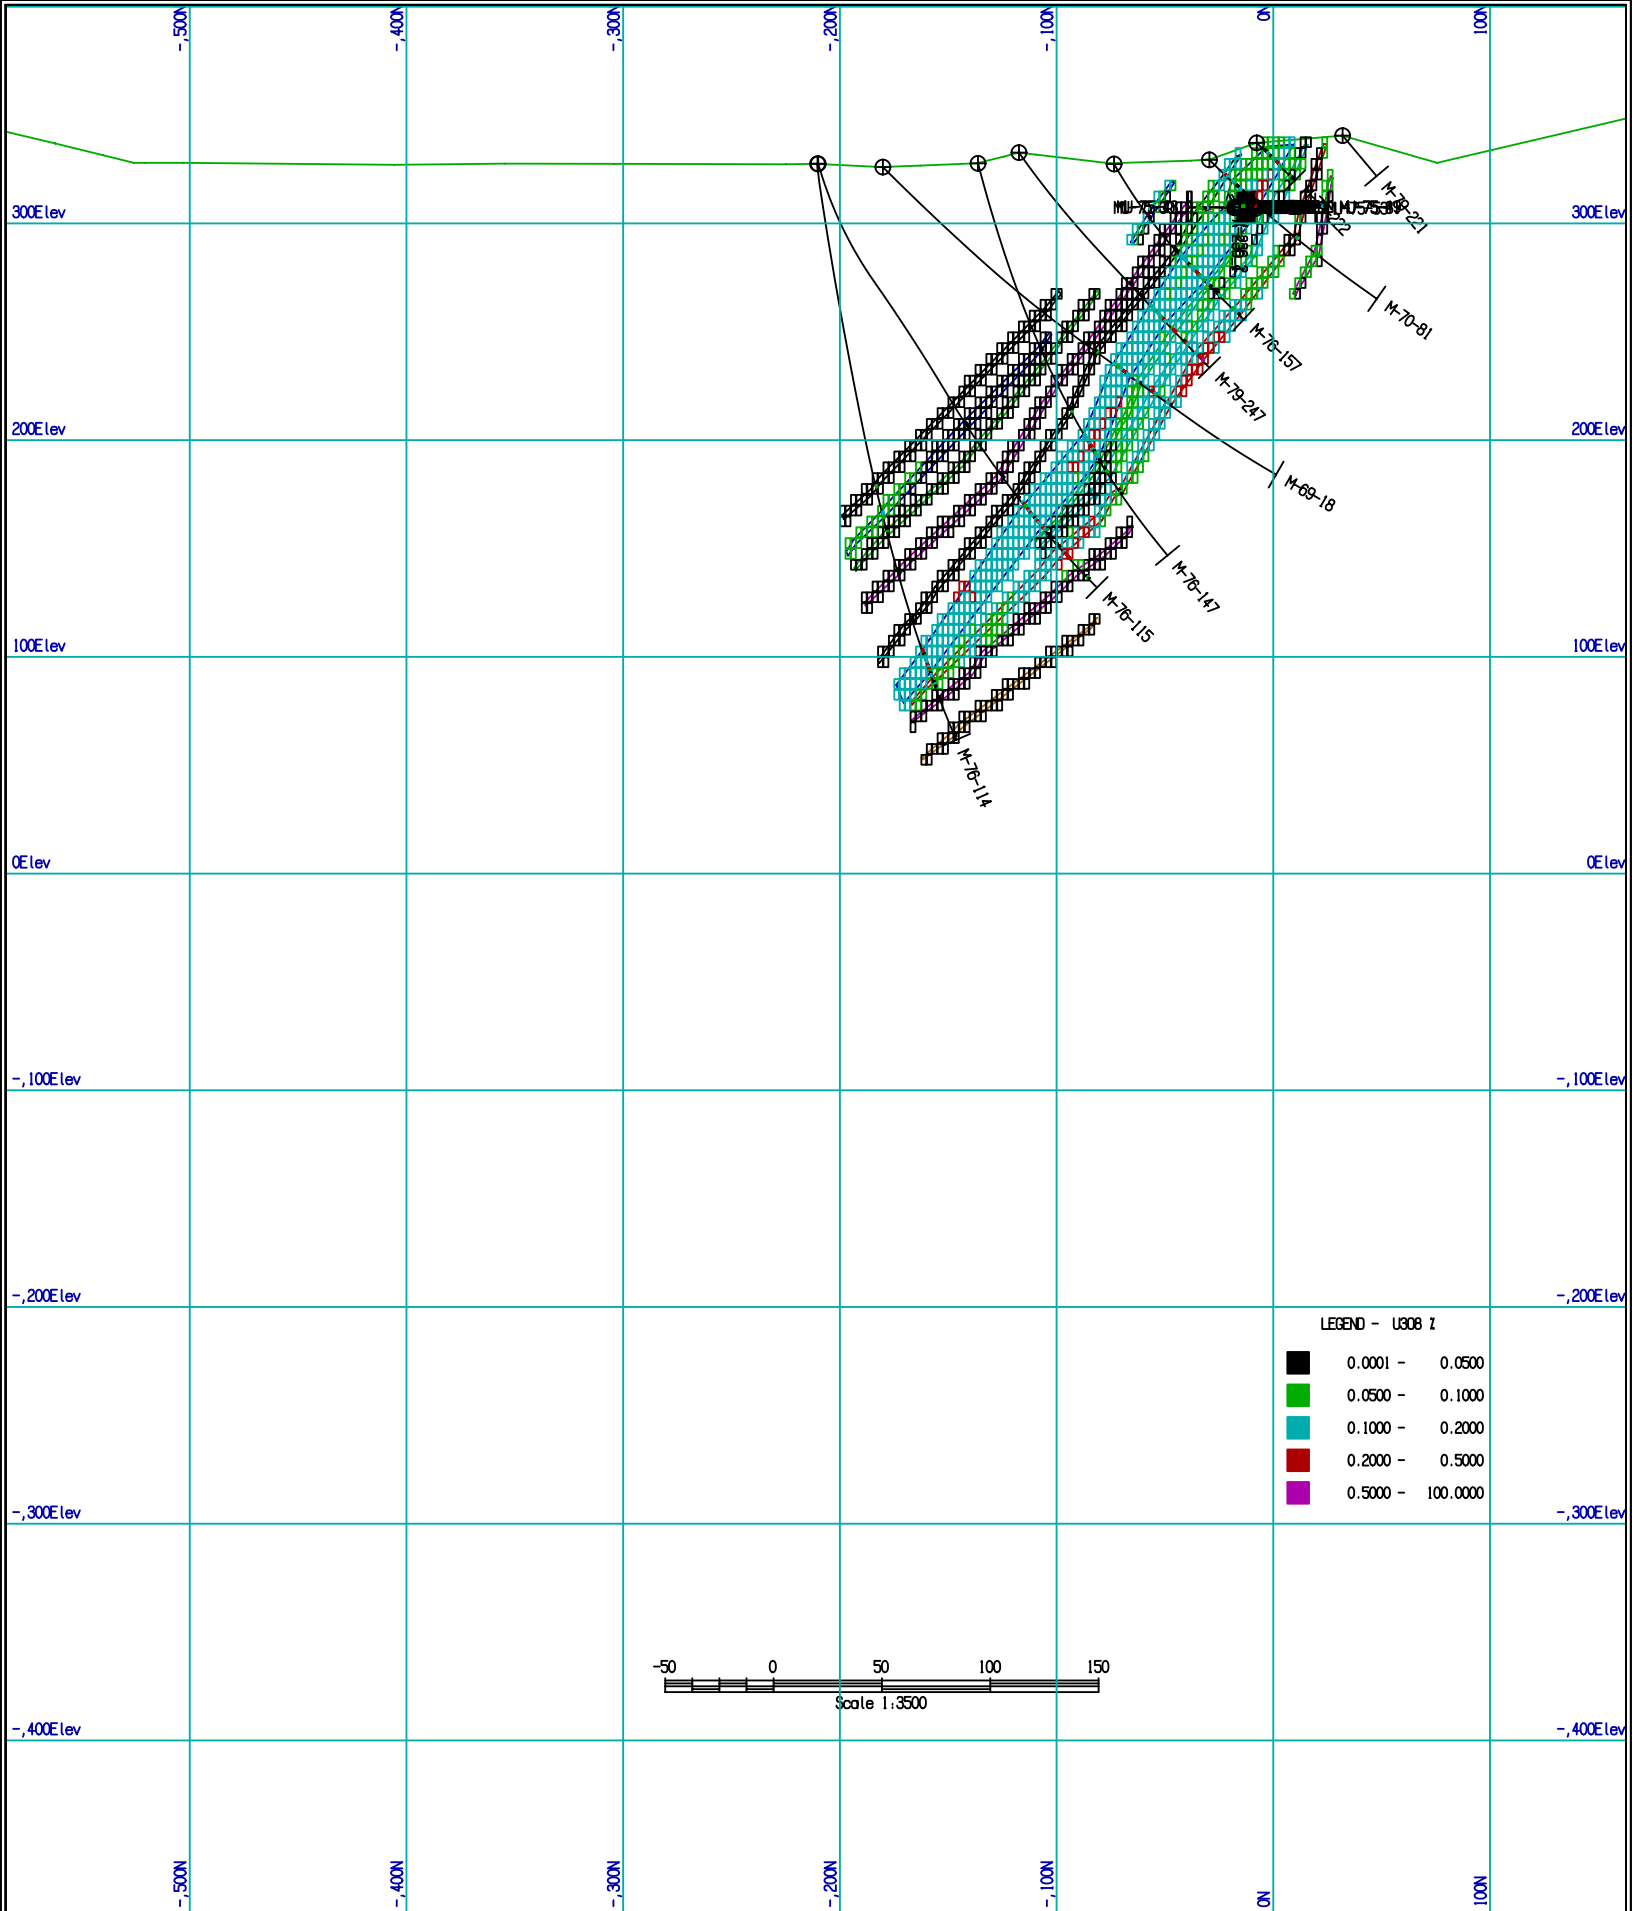 -,500N
-,400N
-,300N
-,200N
-,100N
0N
100N
M-79-221
300Elev
300Elev
M-70-81
M-76-157
M-79-247
200Elev
200Elev
M-69-18
M-76-147
M-76-115
100Elev
100Elev
M-76-114
0Elev
0Elev
-,100Elev
-,100Elev
-,200Elev
-,200Elev
LEGEND - U308 %
0.0001 - 0.0500
0.0500 - 0.1000
0.1000 - 0.2000
0.2000 - 0.5000
0.5000 - 100.0000
-,300Elev
-,300Elev
-50 0 50 100 150
Scale 1:3500
-,400Elev
-,400Elev
-,500N
-,400N
-,300N
-,200N
-,100N
0N
100N